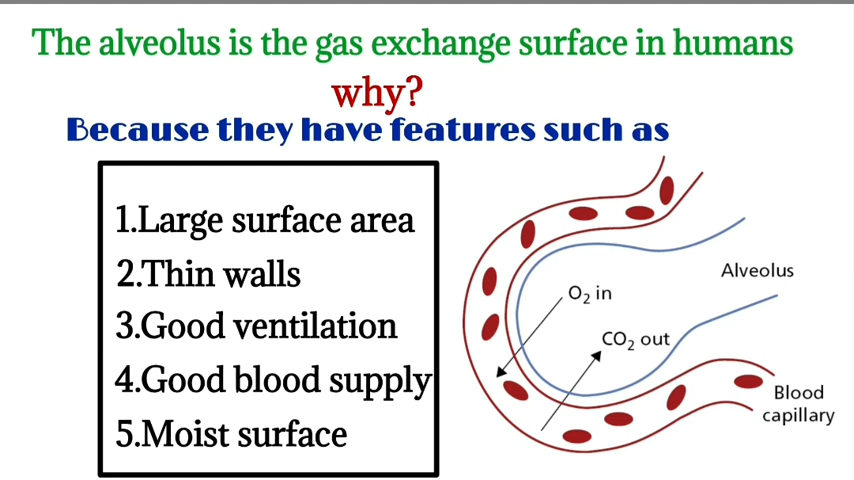 The alveolus is the gas exchange surface in humans
why?
Because they have features such as
1.Large surface area
2.Thin walls
3.Good ventilation
4.Good blood supply
5.Moist surface
Alveolus
O₂ in
CO₂ out
Blood
capillary